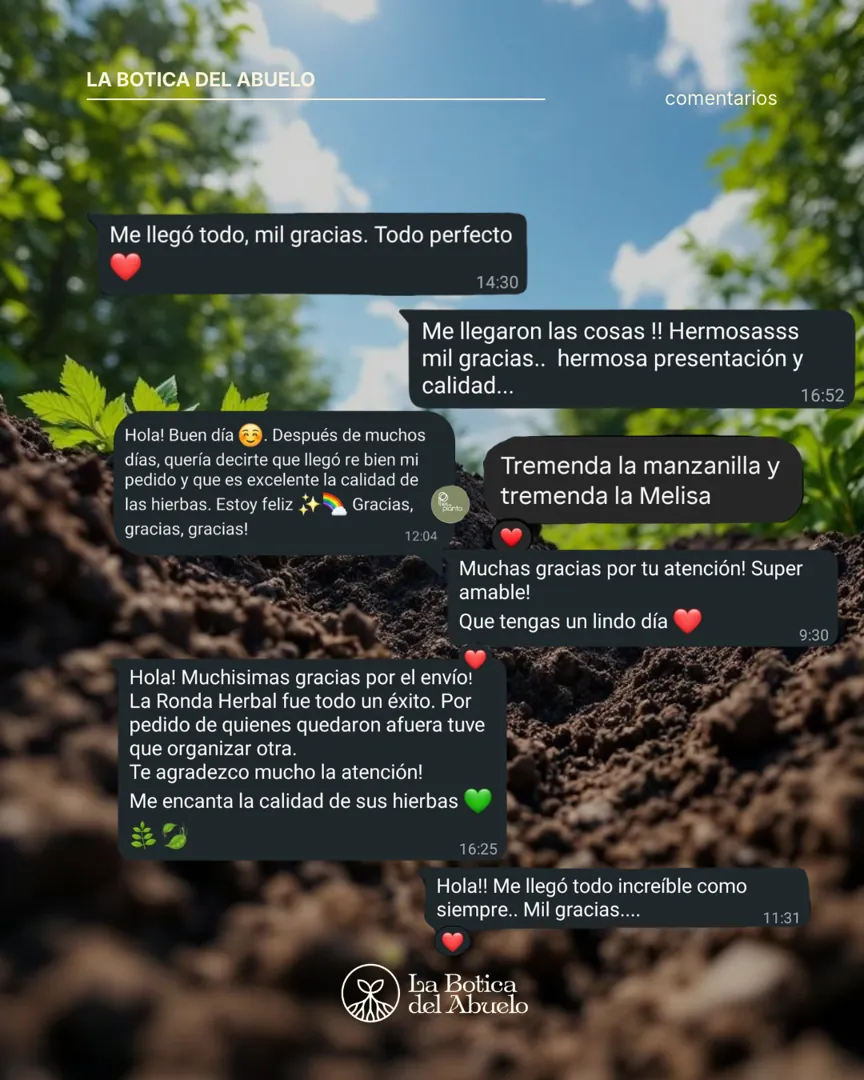 LA BOTICA DEL ABUELO
comentarios
Me llegó todo, mil gracias. Todo perfecto
❤️
14:30
Me llegaron las cosas !! Hermosasss
mil gracias.. hermosa presentación y
calidad...
16:52
Hola! Buen día ☺️. Después de muchos
días, quería decirte que llegó re bien mi
pedido y que es excelente la calidad de
las hierbas. Estoy feliz ✨🌈 Gracias,
gracias, gracias!
12:04
planta
Tremenda la manzanilla y
tremenda la Melisa
❤️
Muchas gracias por tu atención! Super
amable!
Que tengas un lindo día ❤️
9:30
❤️
Hola! Muchisimas gracias por el envío!
La Ronda Herbal fue todo un éxito. Por
pedido de quienes quedaron afuera tuve
que organizar otra.
Te agradezco mucho la atención!
Me encanta la calidad de sus hierbas 💚
🌿🍃
16:25
Hola!! Me llegó todo increíble como
siempre.. Mil gracias....
11:31
❤️
La Botica
del Abuelo